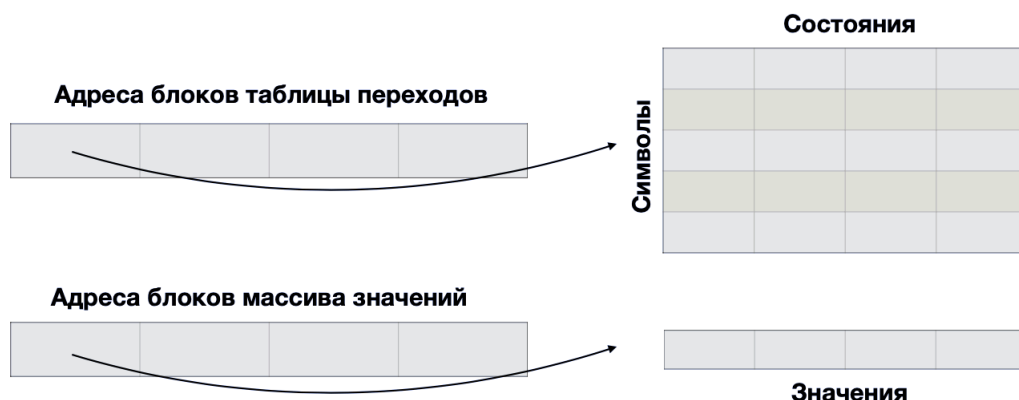 Состояния
Адреса блоков таблицы переходов
Символы
Адреса блоков массива значений
Значения